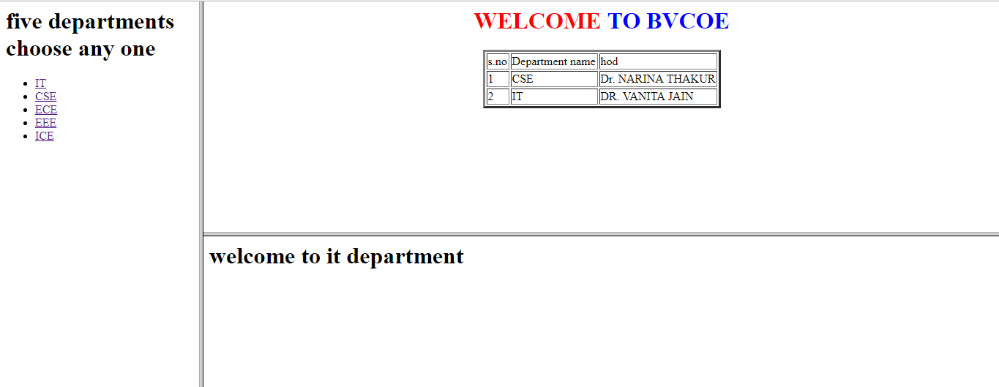 five departments
choose any one
IT
CSE
ECE
EEE
ICE
WELCOME TO BVCOE
s.no Department name hod
1 CSE Dr. NARINA THAKUR
2 IT DR. VANITA JAIN
welcome to it department